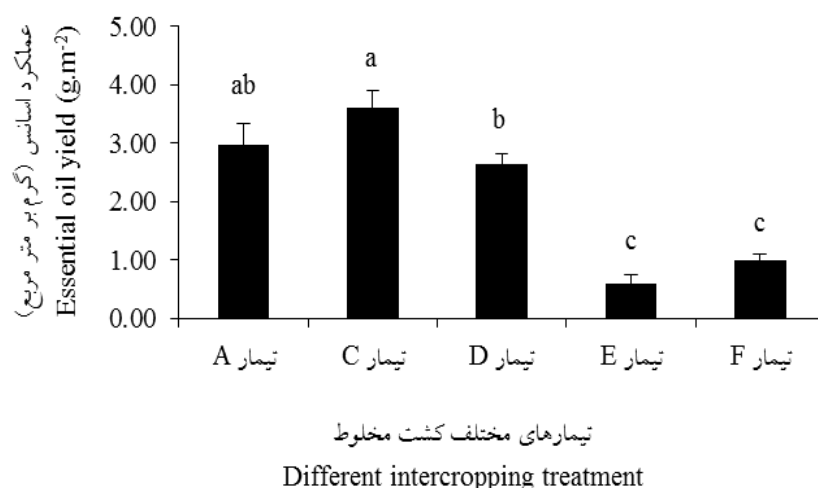 عملکرد اسانس (گرم بر متر مربع)
Essential oil yield (g.m-2)
5.00
4.00
3.00
2.00
1.00
0.00
ab
a
b
c
c
تیمار A
تیمار C
تیمار D
تیمار E
تیمار F
تیمارهای مختلف کشت مخلوط
Different intercropping treatment